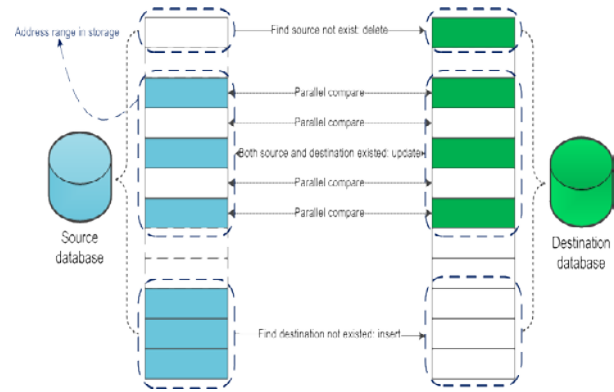 Address range in storage
Find source not exist: delete
Parallel compare
Parallel compare
Both source and destination existed: update
Parallel compare
Parallel compare
Source
database
Destination
database
Find destination not existed: insert